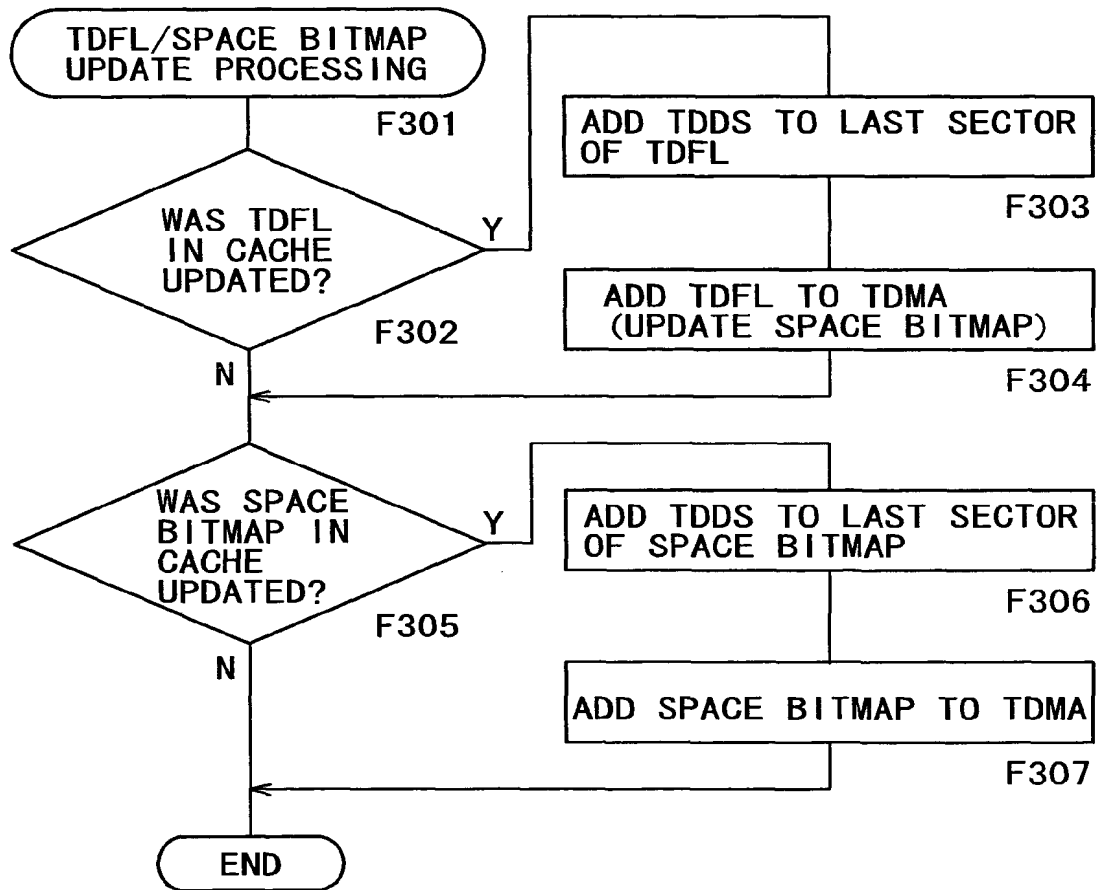 TDFL/SPACE BITMAP
UPDATE PROCESSING
F301
WAS TDFL
IN CACHE
UPDATED?
Y
F302
N
ADD TDDS TO LAST SECTOR
OF TDFL
F303
ADD TDFL TO TDMA
(UPDATE SPACE BITMAP)
F304
WAS SPACE
BITMAP IN
CACHE
UPDATED?
Y
F305
N
ADD TDDS TO LAST SECTOR
OF SPACE BITMAP
F306
ADD SPACE BITMAP TO TDMA
F307
END